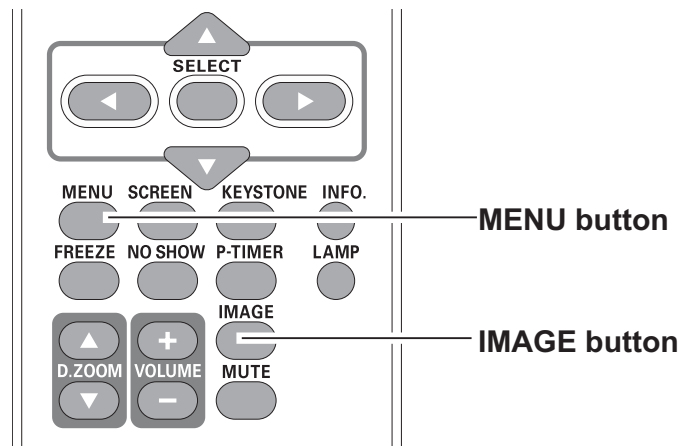 SELECT
MENU SCREEN KEYSTONE INFO.
MENU button
FREEZE NO SHOW P-TIMER LAMP
IMAGE
IMAGE button
D.ZOOM VOLUME MUTE